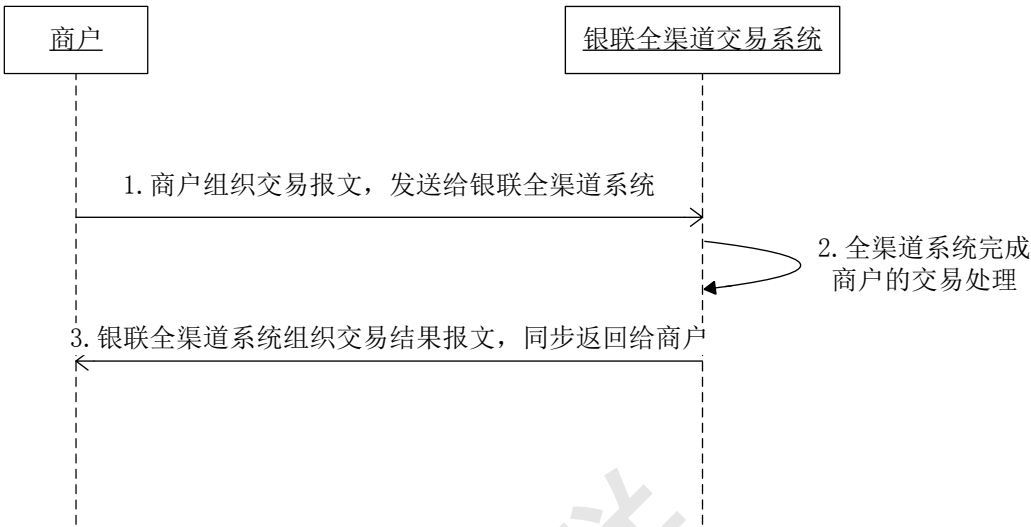 商户
银联全渠道交易系统
1.商户组织交易报文，发送给银联全渠道系统
2.全渠道系统完成
商户的交易处理
3.银联全渠道系统组织交易结果报文，同步返回给商户